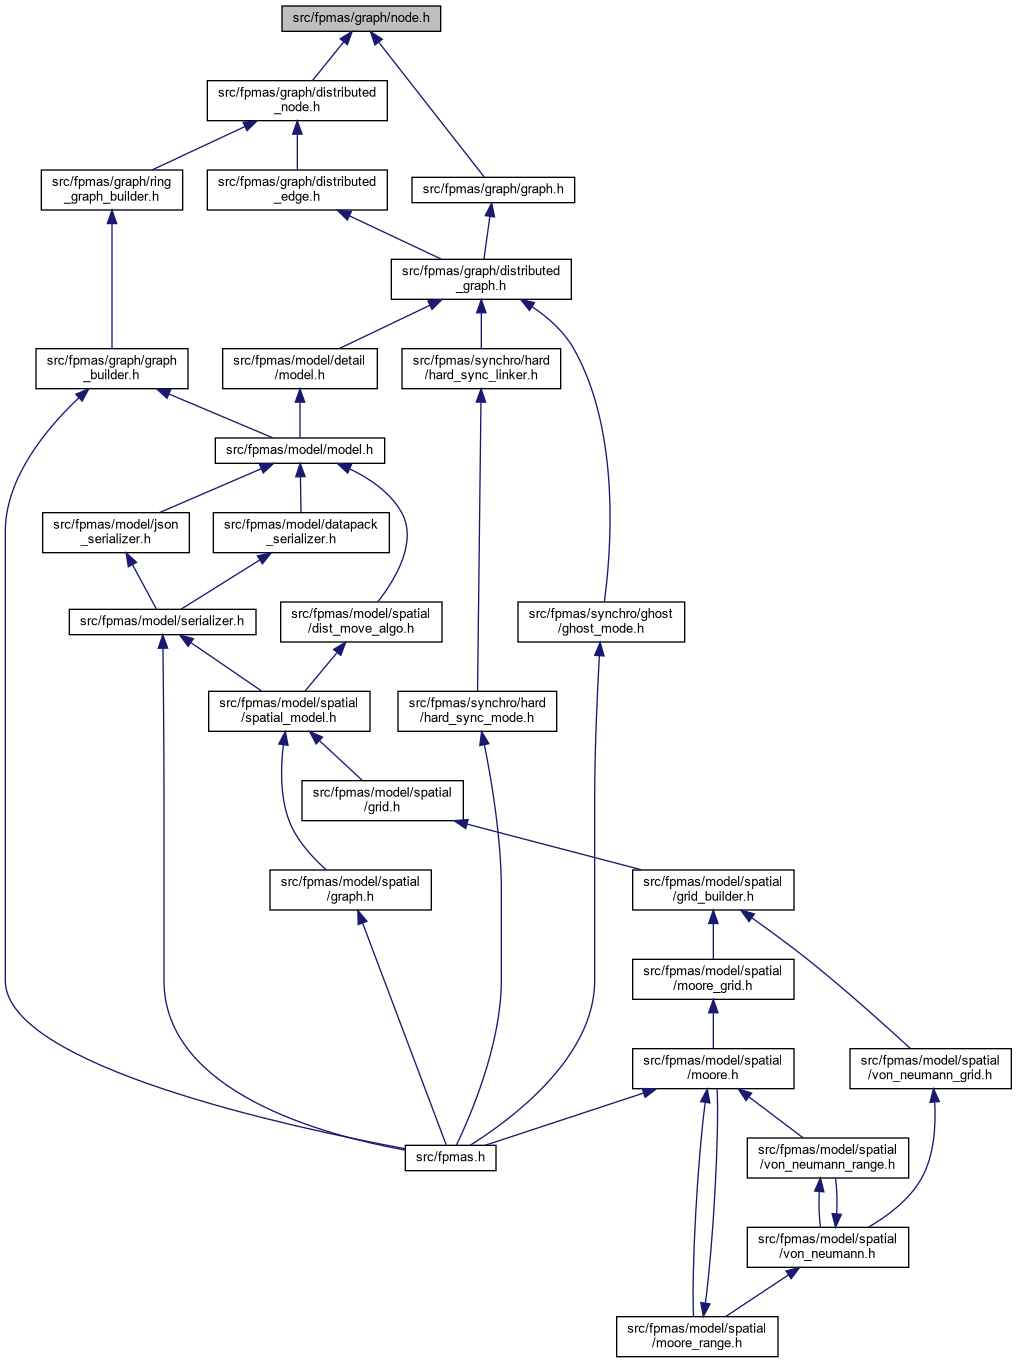 src/fpmas/graph/node.h
src/fpmas/graph/distributed
_node.h
src/fpmas/graph/ring
_graph_builder.h
src/fpmas/graph/distributed
_edge.h
src/fpmas/graph/graph.h
src/fpmas/graph/distributed
_graph.h
src/fpmas/graph/graph
_builder.h
src/fpmas/model/detail
/model.h
src/fpmas/synchro/hard
/hard_sync_linker.h
src/fpmas/model/model.h
src/fpmas/model/json
_serializer.h
src/fpmas/model/datapack
_serializer.h
src/fpmas/model/serializer.h
src/fpmas/model/spatial
/dist_move_algo.h
src/fpmas/synchro/ghost
/ghost_mode.h
src/fpmas/model/spatial
/spatial_model.h
src/fpmas/synchro/hard
/hard_sync_mode.h
src/fpmas/model/spatial
/grid.h
src/fpmas/model/spatial
/graph.h
src/fpmas/model/spatial
/grid_builder.h
src/fpmas/model/spatial
/moore_grid.h
src/fpmas/model/spatial
/moore.h
src/fpmas/model/spatial
/von_neumann_grid.h
src/fpmas.h
src/fpmas/model/spatial
/von_neumann_range.h
src/fpmas/model/spatial
/von_neumann.h
src/fpmas/model/spatial
/moore_range.h